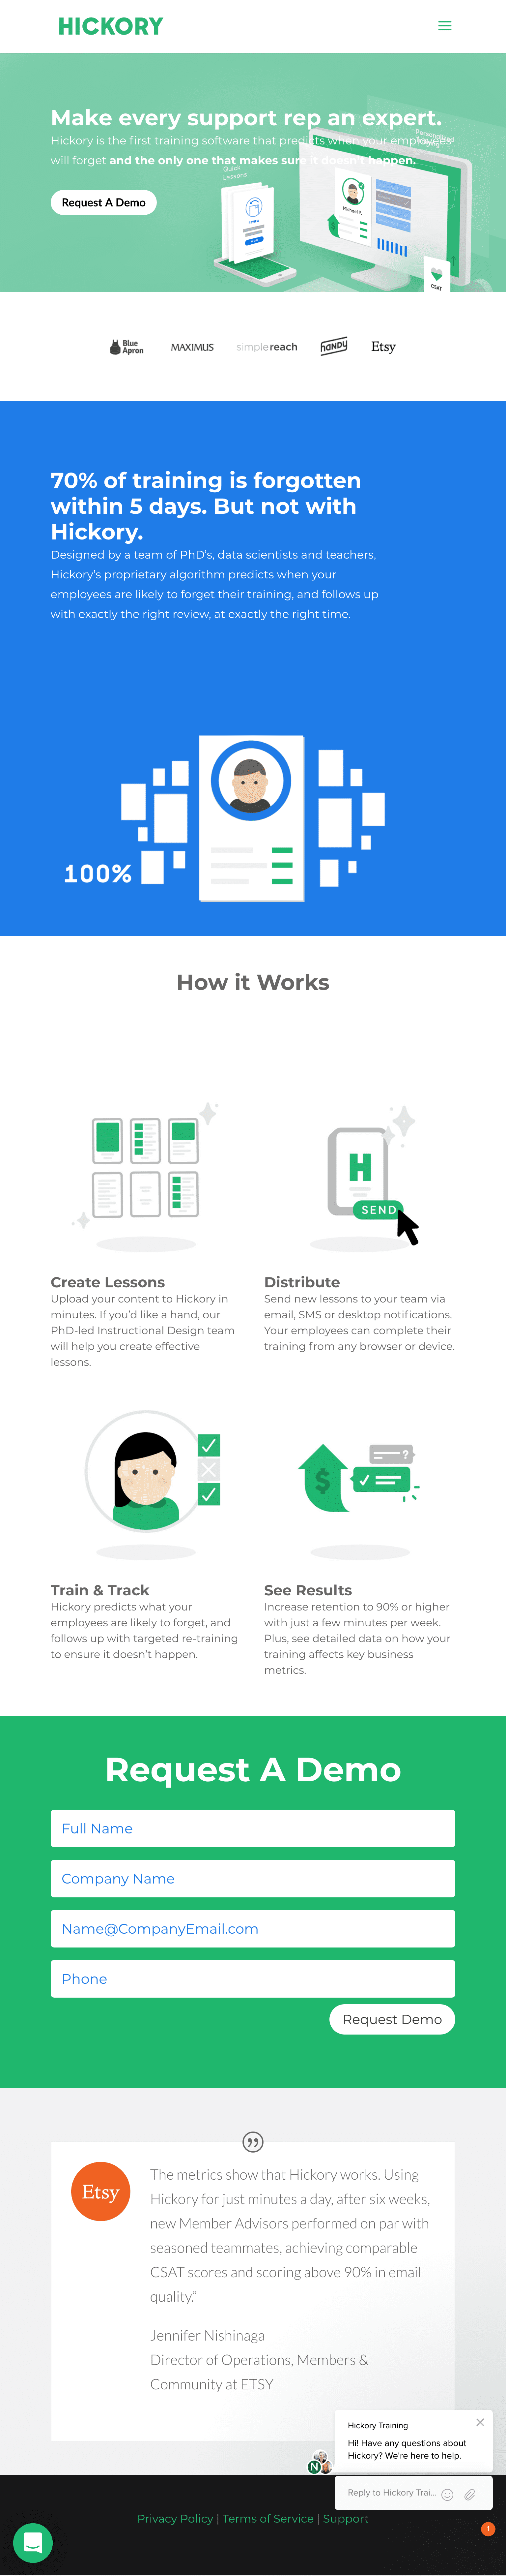 HICKORY
Make every support rep an expert.
Hickory is the first training software that predicts when your employees
will forget and the only one that makes sure it doesn't happen.
Request A Demo
Quick
Lessons
Personalized
Michael P.
CSAT
Blue
Apron
MAXIMUS
simplereach
HANDY
Etsy
70% of training is forgotten
within 5 days. But not with
Hickory.
Designed by a team of PhD's, data scientists and teachers,
Hickory's proprietary algorithm predicts when your
employees are likely to forget their training, and follows up
with exactly the right review, at exactly the right time.
100%
How it Works
H
SEND
Create Lessons
Upload your content to Hickory in
minutes. If you'd like a hand, our
PhD-led Instructional Design team
will help you create effective
lessons.
Distribute
Send new lessons to your team via
email, SMS or desktop notifications.
Your employees can complete their
training from any browser or device.
$
?
Train & Track
Hickory predicts what your
employees are likely to forget, and
follows up with targeted re-training
to ensure it doesn't happen.
See Results
Increase retention to 90% or higher
with just a few minutes per week.
Plus, see detailed data on how your
training affects key business
metrics.
Request A Demo
Full Name
Company Name
Name@CompanyEmail.com
Phone
Request Demo
Etsy
The metrics show that Hickory works. Using
Hickory for just minutes a day, after six weeks,
new Member Advisors performed on par with
seasoned teammates, achieving comparable
CSAT scores and scoring above 90% in email
quality."
Jennifer Nishinaga
Director of Operations, Members &
Community at ETSY
Hickory Training
Hi! Have any questions about
Hickory? We're here to help.
N
Reply to Hickory Trai...
Privacy Policy | Terms of Service | Support
1